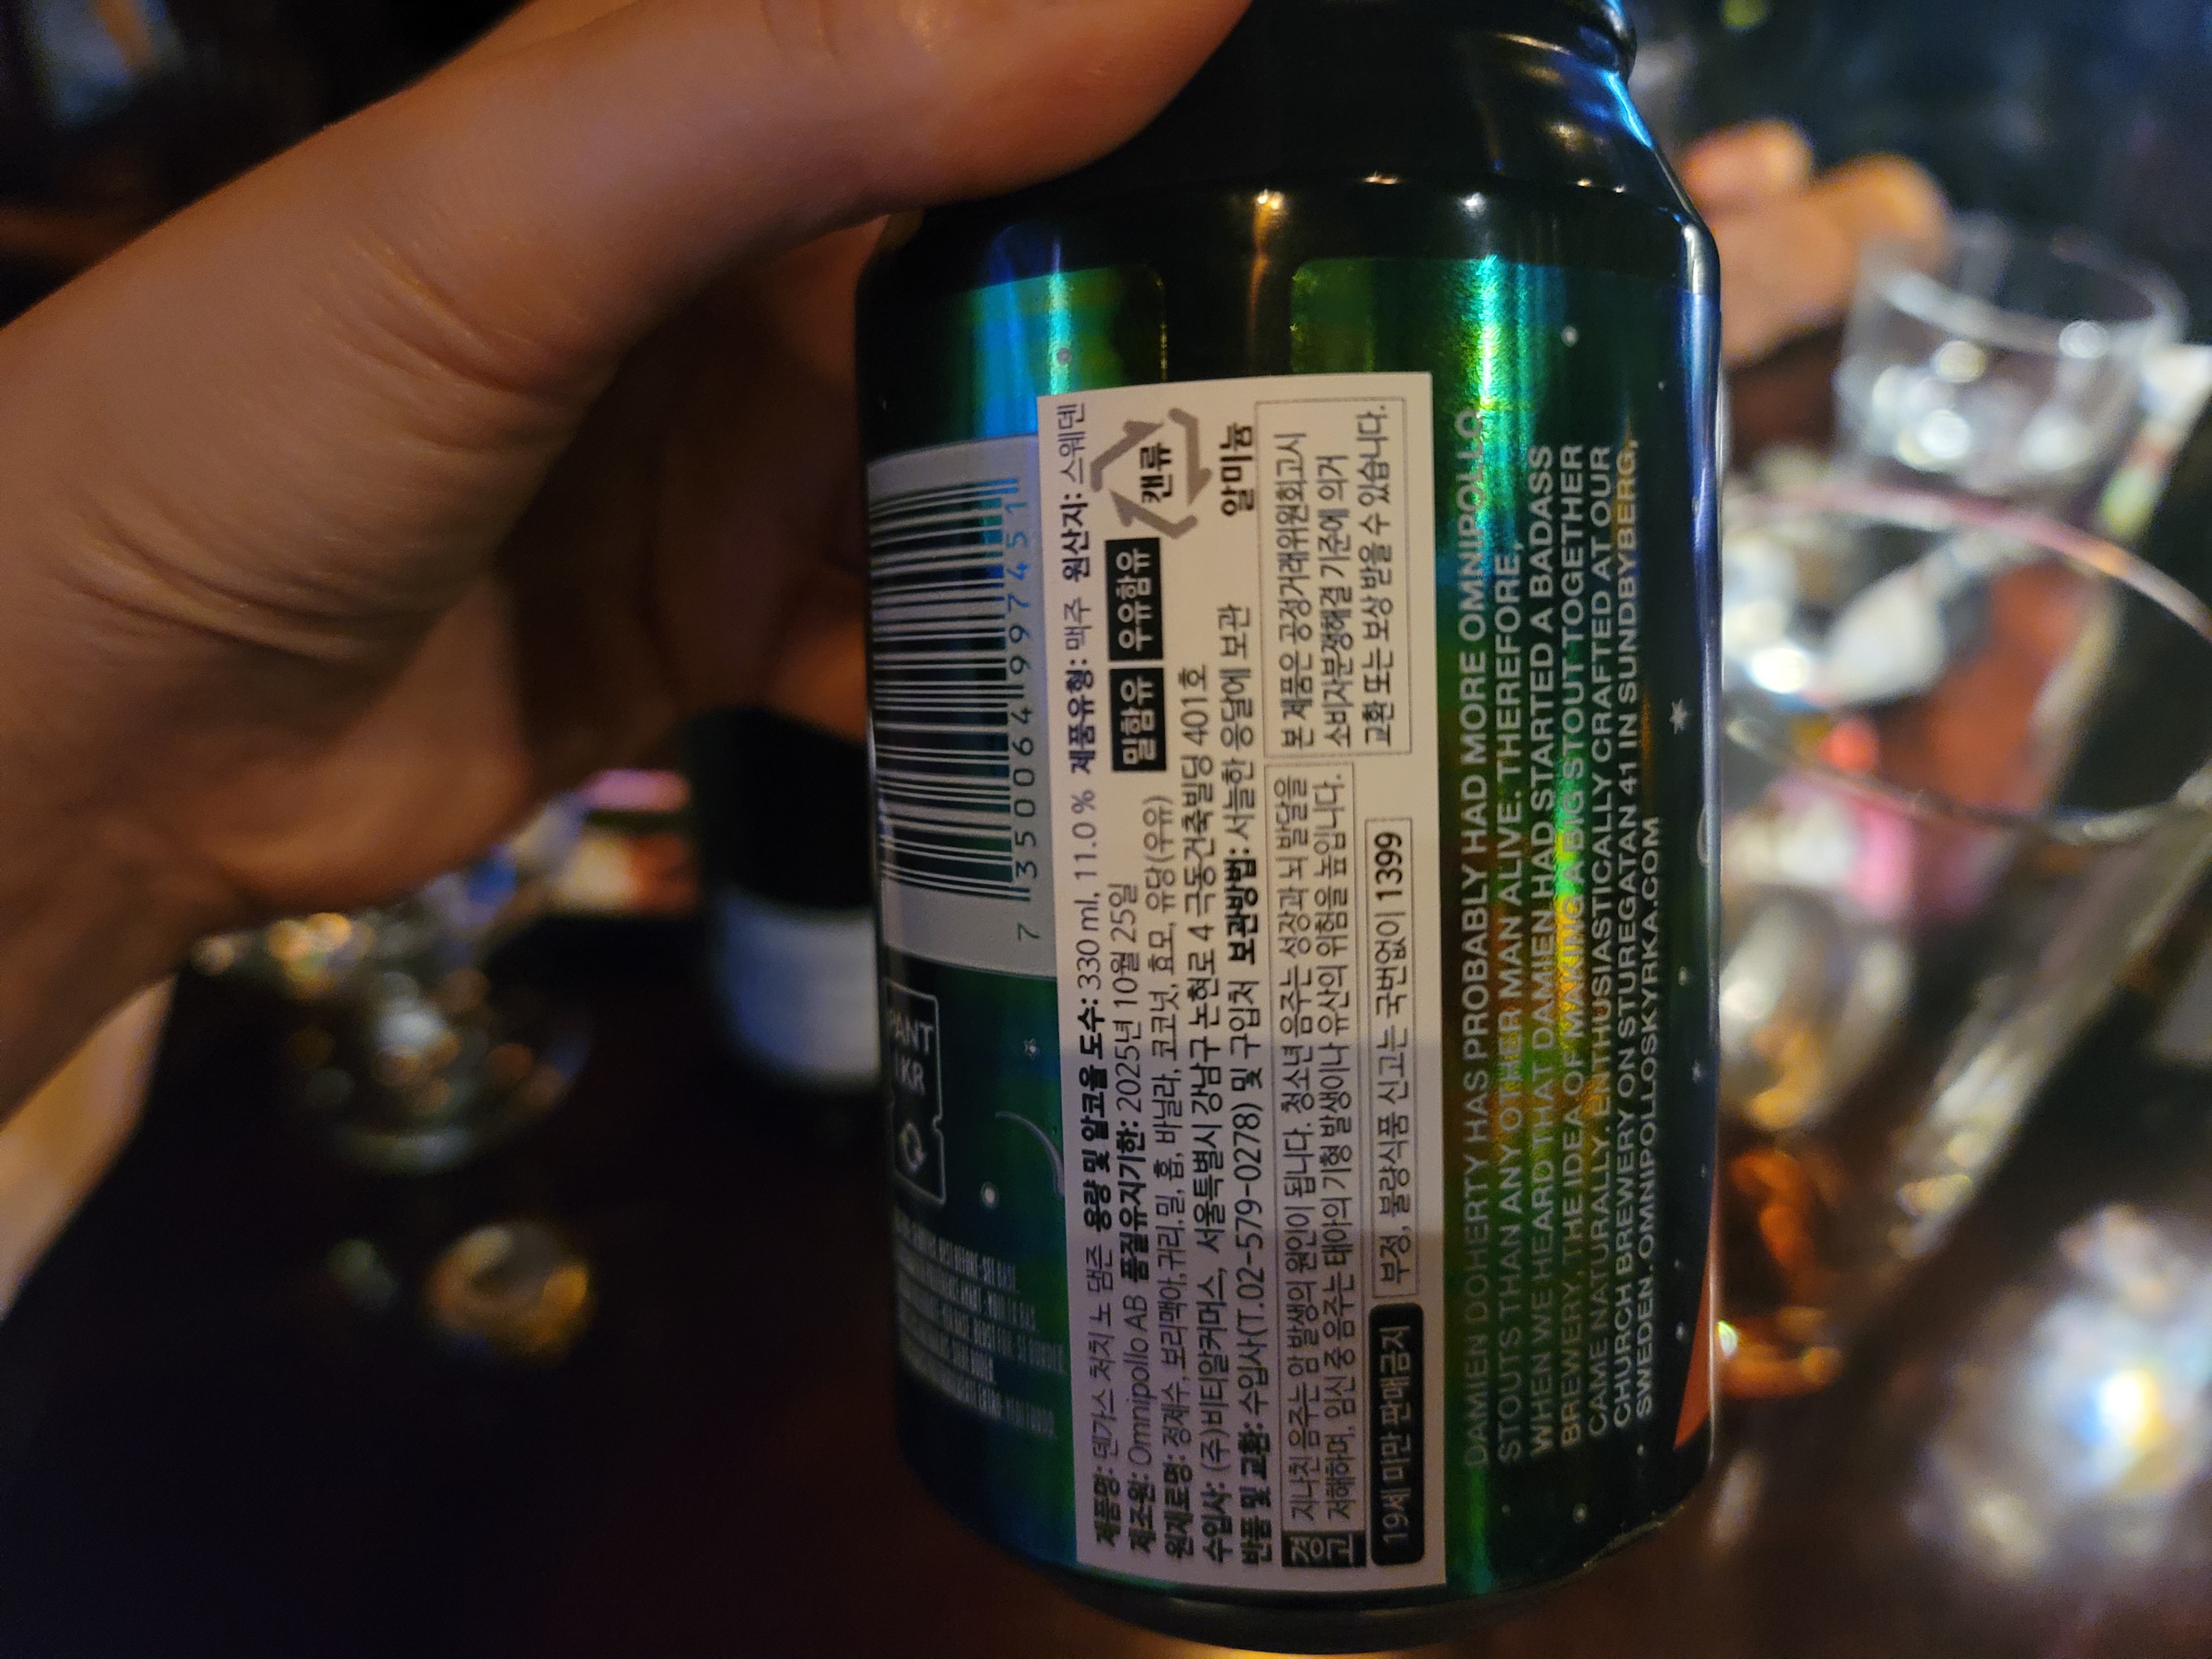 7 350064 997451
PANT
1 KR
제품명: 덴가스 처치 노 댐즌 용량 및 알코올 도수: 330 ml, 11.0 % 제품유형: 맥주 원산지: 스웨덴
제조원: Omnipollo AB 품질유지기한: 2025년 10월 25일
원재료명: 정제수, 보리맥아, 귀리, 밀, 홉, 바닐라, 코코넛, 효모, 유당(우유)
밀함유 우유함유
캔류
알미늄
수입사: (주)비티알커머스, 서울특별시 강남구 논현로 4 극동건축빌딩 401호
반품 및 교환: 수입사(T.02-579-0278) 및 구입처 보관방법: 서늘한 응달에 보관
경고
지나친 음주는 암 발생의 원인이 됩니다. 청소년 음주는 성장과 뇌 발달을
저해하며, 임신 중 음주는 태아의 기형 발생이나 유산의 위험을 높입니다.
본 제품은 공정거래위원회고시
소비자분쟁해결 기준에 의거
교환 또는 보상 받을 수 있습니다.
19세 미만 판매금지
부정, 불량식품 신고는 국번없이 1399
DAMIEN DOHERTY HAS PROBABLY HAD MORE OMNIPOLLO
STOUTS THAN ANY OTHER MAN ALIVE. THEREFORE,
WHEN WE HEARD THAT DAMIEN HAD STARTED A BADASS
BREWERY, THE IDEA OF MAKING A BIG STOUT TOGETHER
CAME NATURALLY. ENTHUSIASTICALLY CRAFTED AT OUR
CHURCH BREWERY ON STUREGATAN 41 IN SUNDBYBERG,
SWEDEN. OMNIPOLLOSKYRKA.COM